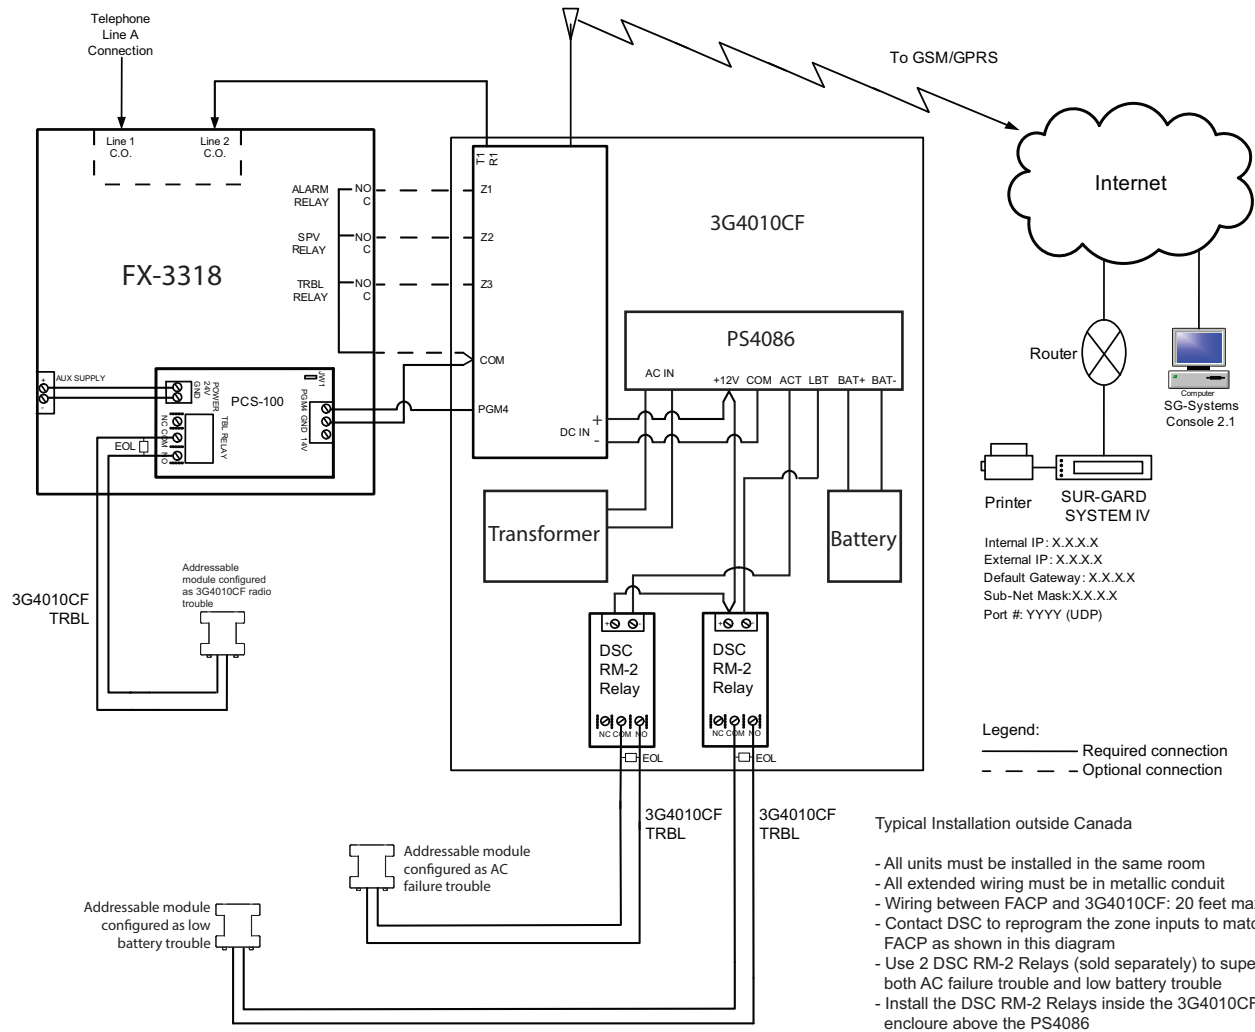 Telephone
Line A
Connection
To GSM/GPRS
Line 1
C.O.
Line 2
C.O.
T1
R1
ALARM
RELAY
NO
C
Z1
SPV
RELAY
NO
C
Z2
TRBL
RELAY
NO
C
Z3
COM
PGM4
FX-3318
3G4010CF
Internet
PS4086
AC IN
+12V COM ACT LBT BAT+ BAT-
+
DC IN
-
AUX SUPPLY
+
-
POWER
24V
GND
PCS-100
JW1
PGM4 GND 14V
TBL RELAY
NC COM NO
EOL
Router
Computer
SG-Systems
Console 2.1
Printer
SUR-GARD
SYSTEM IV
Internal IP: X.X.X.X
External IP: X.X.X.X
Default Gateway: X.X.X.X
Sub-Net Mask:X.X.X.X
Port #: YYYY (UDP)
Transformer
Battery
Addressable
module configured
as 3G4010CF radio
trouble
3G4010CF
TRBL
+ -
DSC
RM-2
Relay
NC COM NO
EOL
+ -
DSC
RM-2
Relay
NC COM NO
EOL
Legend:
Required connection
Optional connection
3G4010CF
TRBL
3G4010CF
TRBL
Addressable module
configured as AC
failure trouble
Addressable module
configured as low
battery trouble
Typical Installation outside Canada
- All units must be installed in the same room
- All extended wiring must be in metallic conduit
- Wiring between FACP and 3G4010CF: 20 feet
- Contact DSC to reprogram the zone inputs to
FACP as shown in this diagram
- Use 2 DSC RM-2 Relays (sold separately) to
both AC failure trouble and low battery trouble
- Install the DSC RM-2 Relays inside the 3G4010CF
encloure above the PS4086